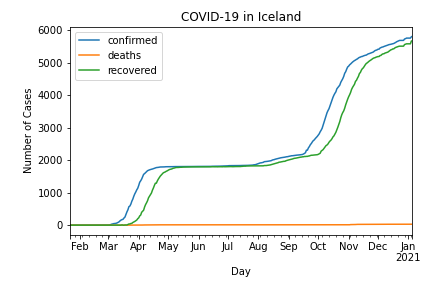 COVID-19 in Iceland
confirmed
deaths
recovered
Number of Cases
6000
5000
4000
3000
2000
1000
0
Feb Mar Apr May Jun Jul Aug Sep Oct Nov Dec Jan
2021
Day